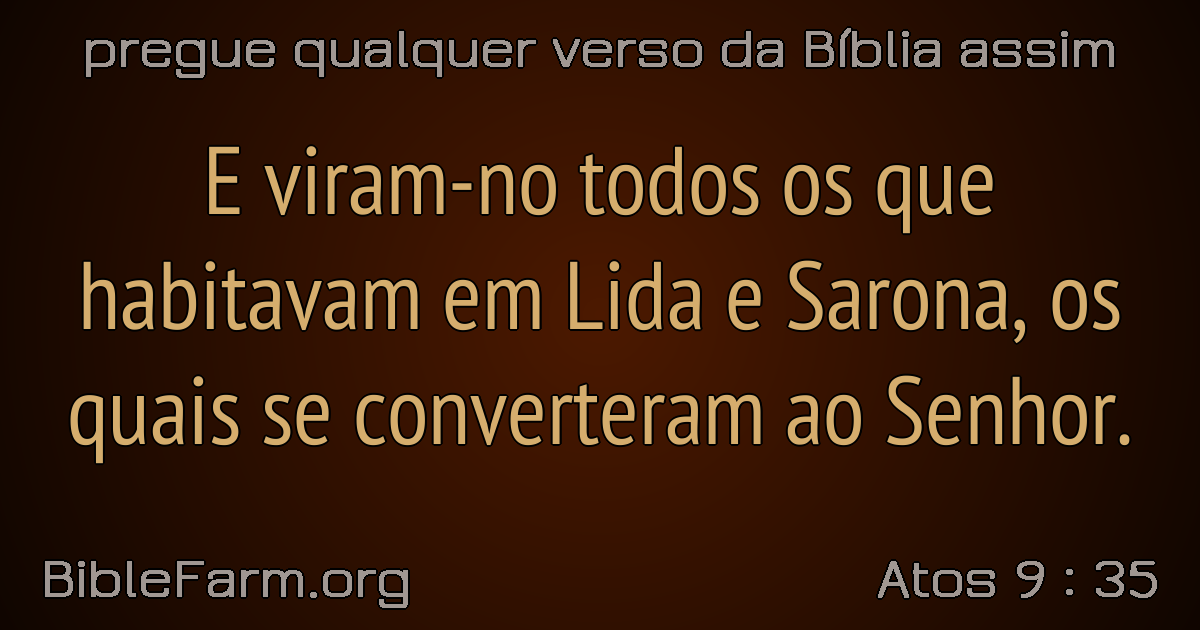 pregue qualquer verso da Bíblia assim
E viram-no todos os que
habitavam em Lida e Sarona, os
quais se converteram ao Senhor.
BibleFarm.org
Atos 9 : 35